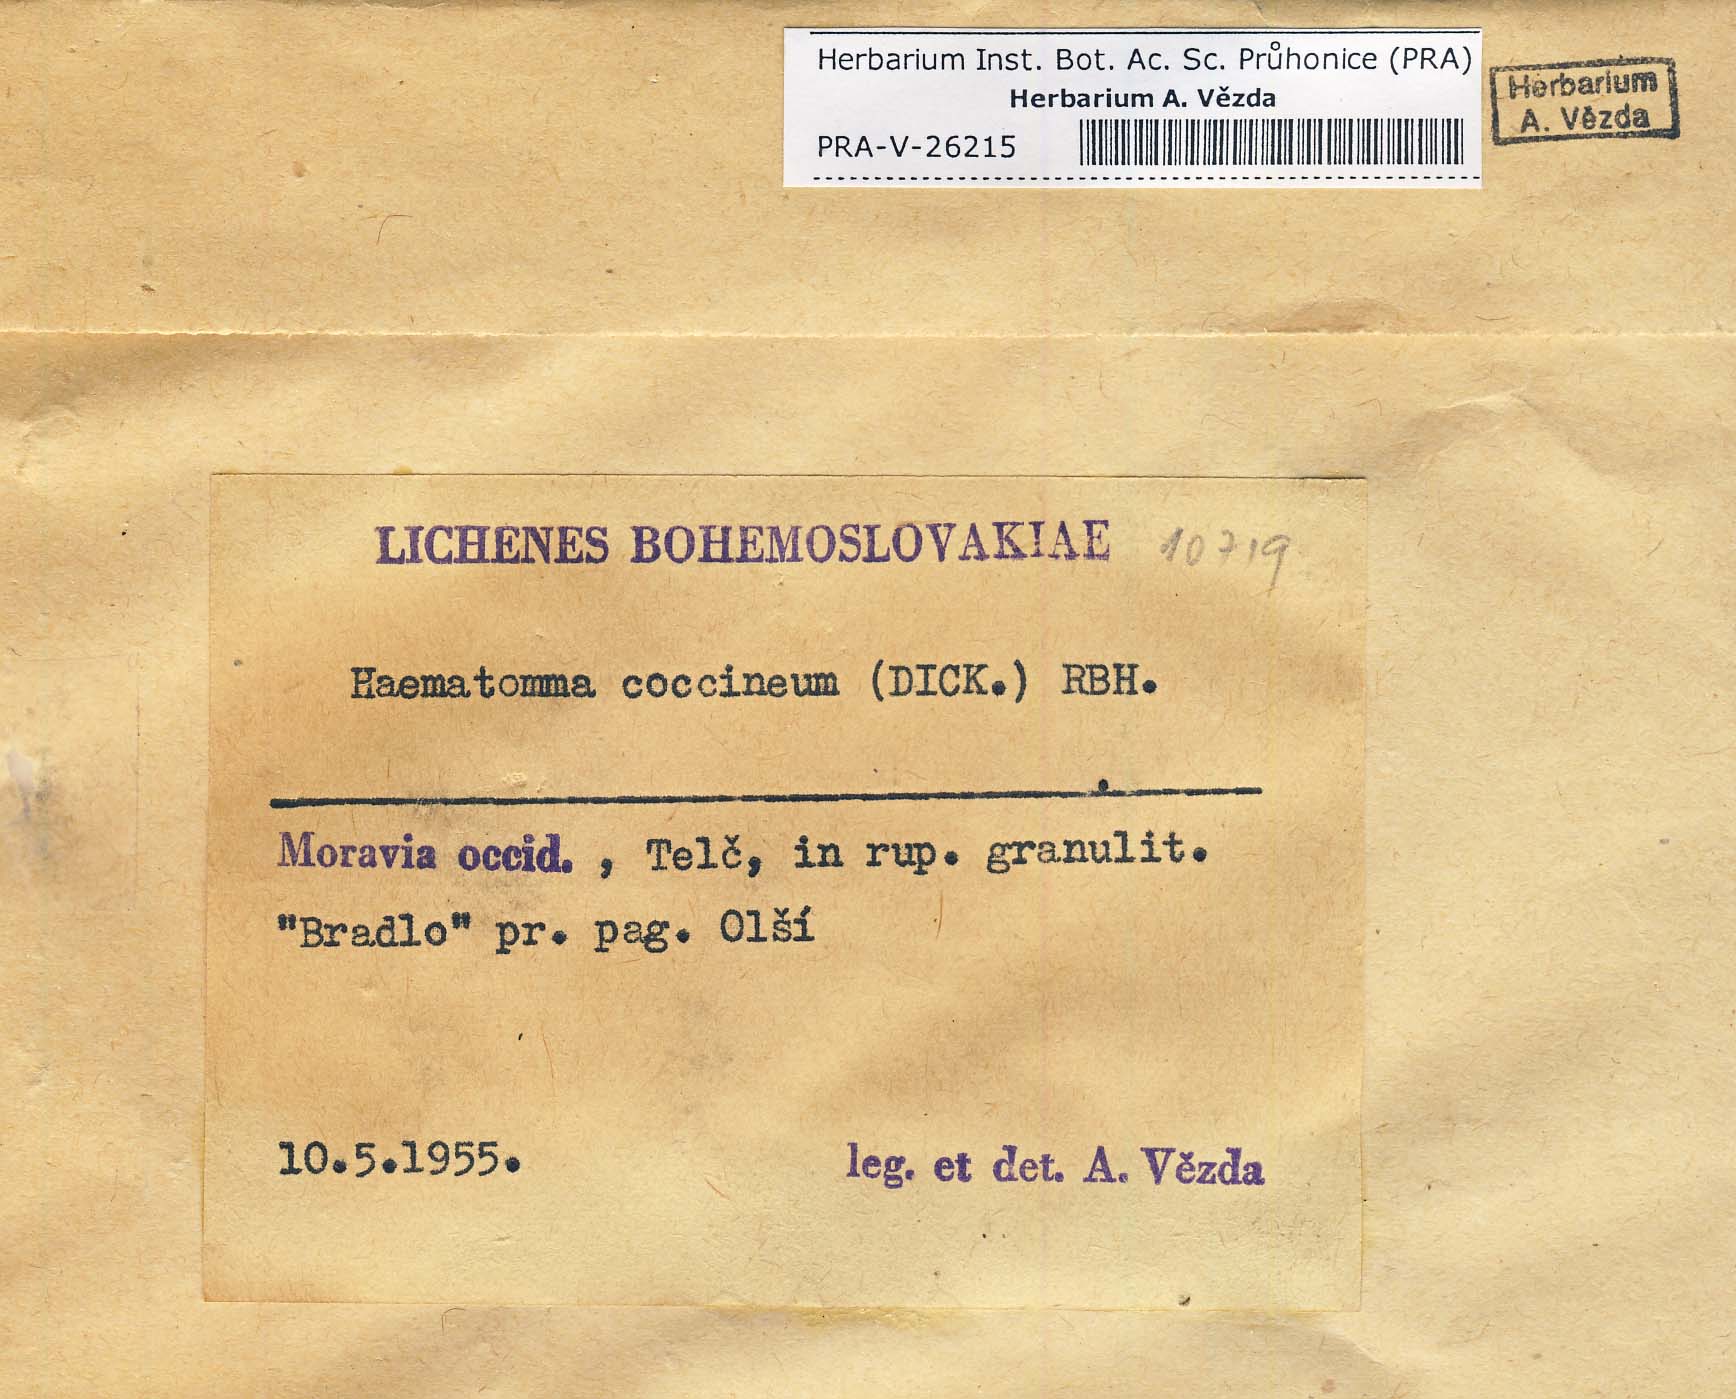 Herbarium Inst. Bot. Ac. Sc. Průhonice (PRA)
Herbarium A. Vězda
PRA-V-26215
Herbarium
A. Vězda
LICHENES BOHEMOSLOVAKIAE 10719
Haematomma coccineum (DICK.) RBH.
Moravia occid. , Telč, in rup. granulit.
"Bradlo" pr. pag. Olší
10.5.1955.
leg. et det. A. Vězda